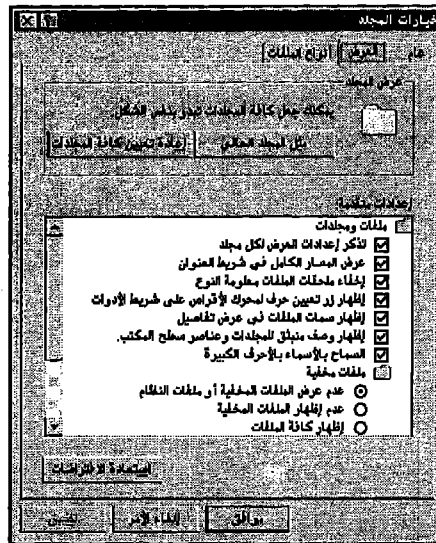 خيارات المجلد
عام العرض أنواع الملفات
عرض المجلد
يمكنك جعل كافة المجلدات تبدو بنفس الشكل.
مثل المجلد الحالي إعادة تعيين كافة المجلدات
إعدادات متقدمة:
ملفات ومجلدات
تذكر إعدادات العرض لكل مجلد
عرض المسار الكامل في شريط العنوان
إخفاء ملحقات الملفات معلومة النوع
إظهار زر تعيين حرف لمحرك الأقراص على شريط الأدوات
إظهار سمات الملفات في عرض تفاصيل
إظهار وصف منبثق للمجلدات وعناصر سطح المكتب.
السماح بالأسماء بالأحرف الكبيرة
ملفات مخفية
عدم عرض الملفات المخفية أو ملفات النظام
عدم إظهار الملفات المخفية
إظهار كافة الملفات
استعادة الافتراضات
موافق إلغاء الأمر تطبيق